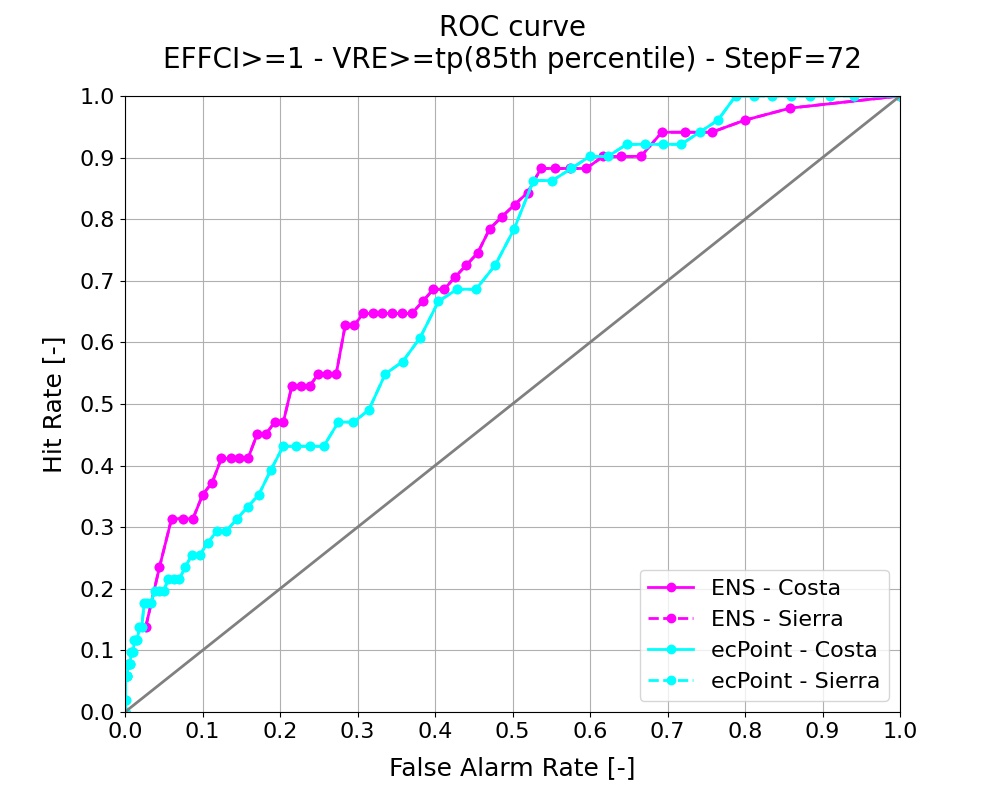 ROC curve
EFFCI>=1 - VRE>=tp(85th percentile) - StepF=72
1.0
0.9
0.8
0.7
0.6
0.5
0.4
0.3
0.2
0.1
0.0
Hit Rate [-]
ENS - Costa
ENS - Sierra
ecPoint - Costa
ecPoint - Sierra
0.0 0.1 0.2 0.3 0.4 0.5 0.6 0.7 0.8 0.9 1.0
False Alarm Rate [-]